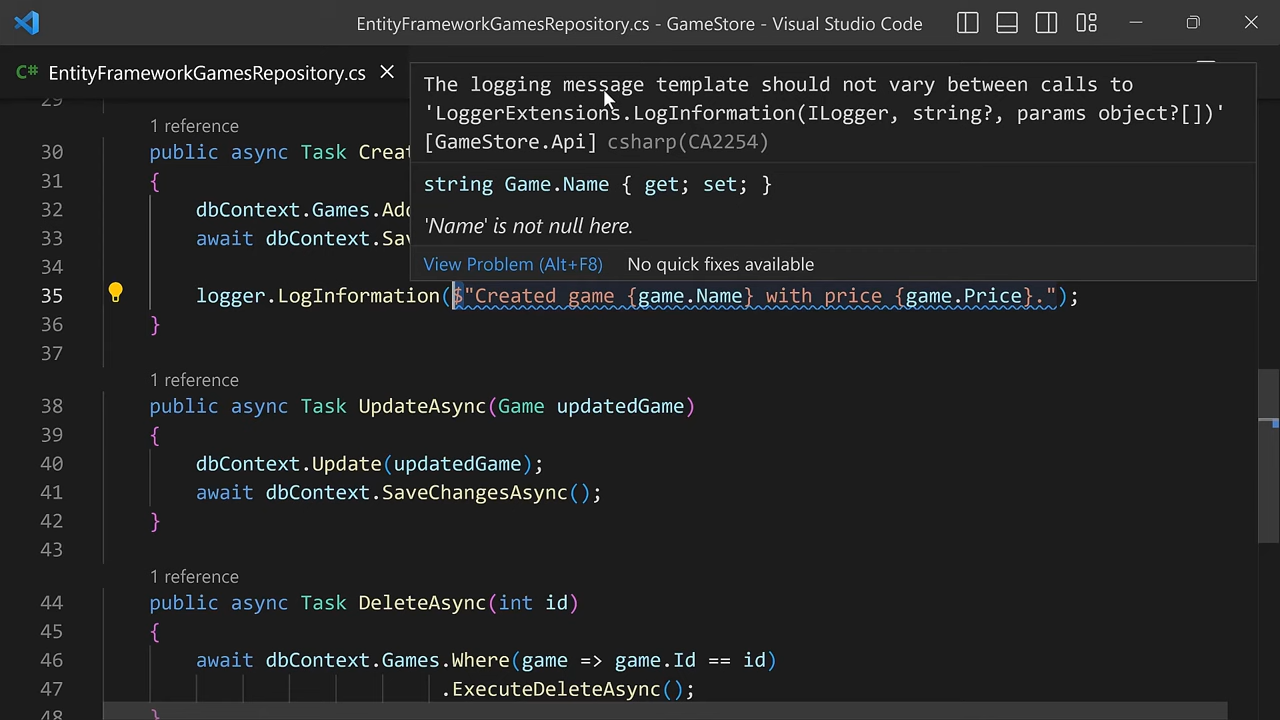 EntityFrameworkGamesRepository.cs - GameStore - Visual Studio Code
C# EntityFrameworkGamesRepository.cs
The logging message template should not vary between calls to
'LoggerExtensions.LogInformation(ILogger, string?, params object?[])'
[GameStore.Api] csharp(CA2254)
string Game.Name { get; set; }
'Name' is not null here.
View Problem (Alt+F8) No quick fixes available
29
1 reference
30 public async Task Creat
31 {
32 dbContext.Games.Add
33 await dbContext.Sav
34
35 logger.LogInformation($"Created game {game.Name} with price {game.Price}.");
36 }
37
1 reference
38 public async Task UpdateAsync(Game updatedGame)
39 {
40 dbContext.Update(updatedGame);
41 await dbContext.SaveChangesAsync();
42 }
43
1 reference
44 public async Task DeleteAsync(int id)
45 {
46 await dbContext.Games.Where(game => game.Id == id)
47 .ExecuteDeleteAsync();
48 }